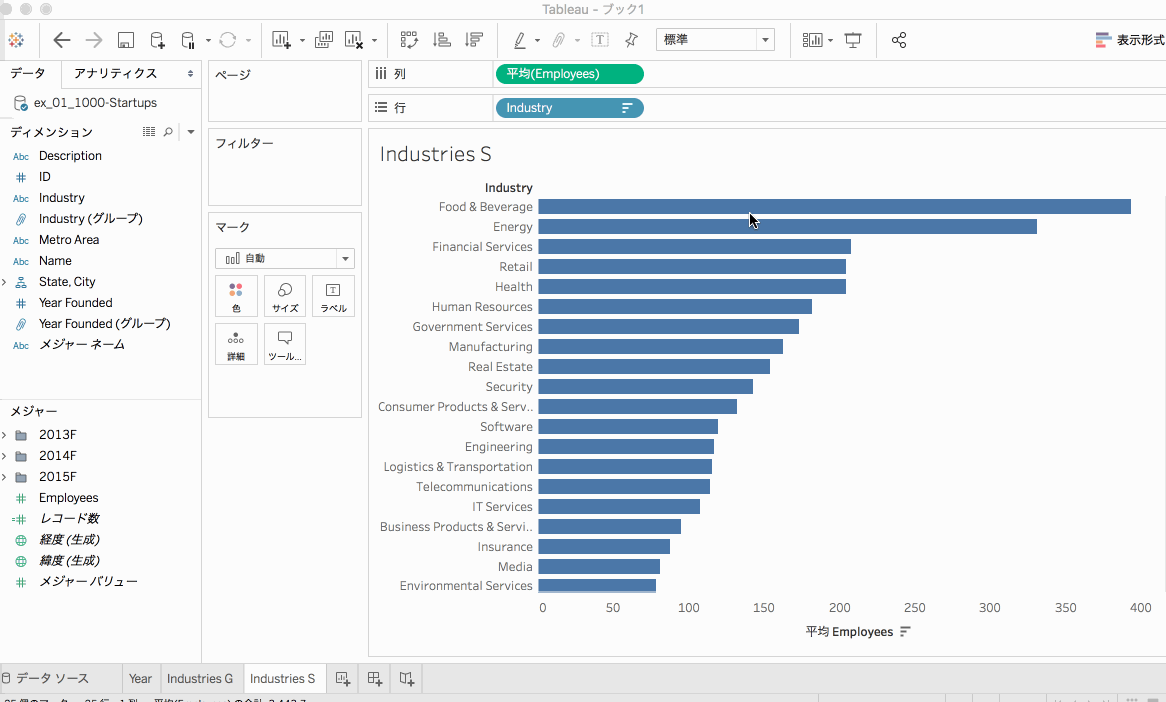 Tableau - ブック1
標準
表示形式
データ
アナリティクス
ex_01_1000-Startups
ディメンション
Abc Description
ID
Abc Industry
Industry (グループ)
Abc Metro Area
Abc Name
State, City
Year Founded
Year Founded (グループ)
Abc メジャー ネーム
メジャー
2013F
2014F
2015F
Employees
レコード数
経度 (生成)
緯度 (生成)
メジャー バリュー
ページ
フィルター
マーク
自動
色
サイズ
ラベル
詳細
ツール...
列
平均(Employees)
行
Industry
Industries S
Industry
Food & Beverage
Energy
Financial Services
Retail
Health
Human Resources
Government Services
Manufacturing
Real Estate
Security
Consumer Products & Serv..
Software
Engineering
Logistics & Transportation
Telecommunications
IT Services
Business Products & Servi..
Insurance
Media
Environmental Services
0 50 100 150 200 250 300 350 400
平均 Employees
データ ソース
Year
Industries G
Industries S